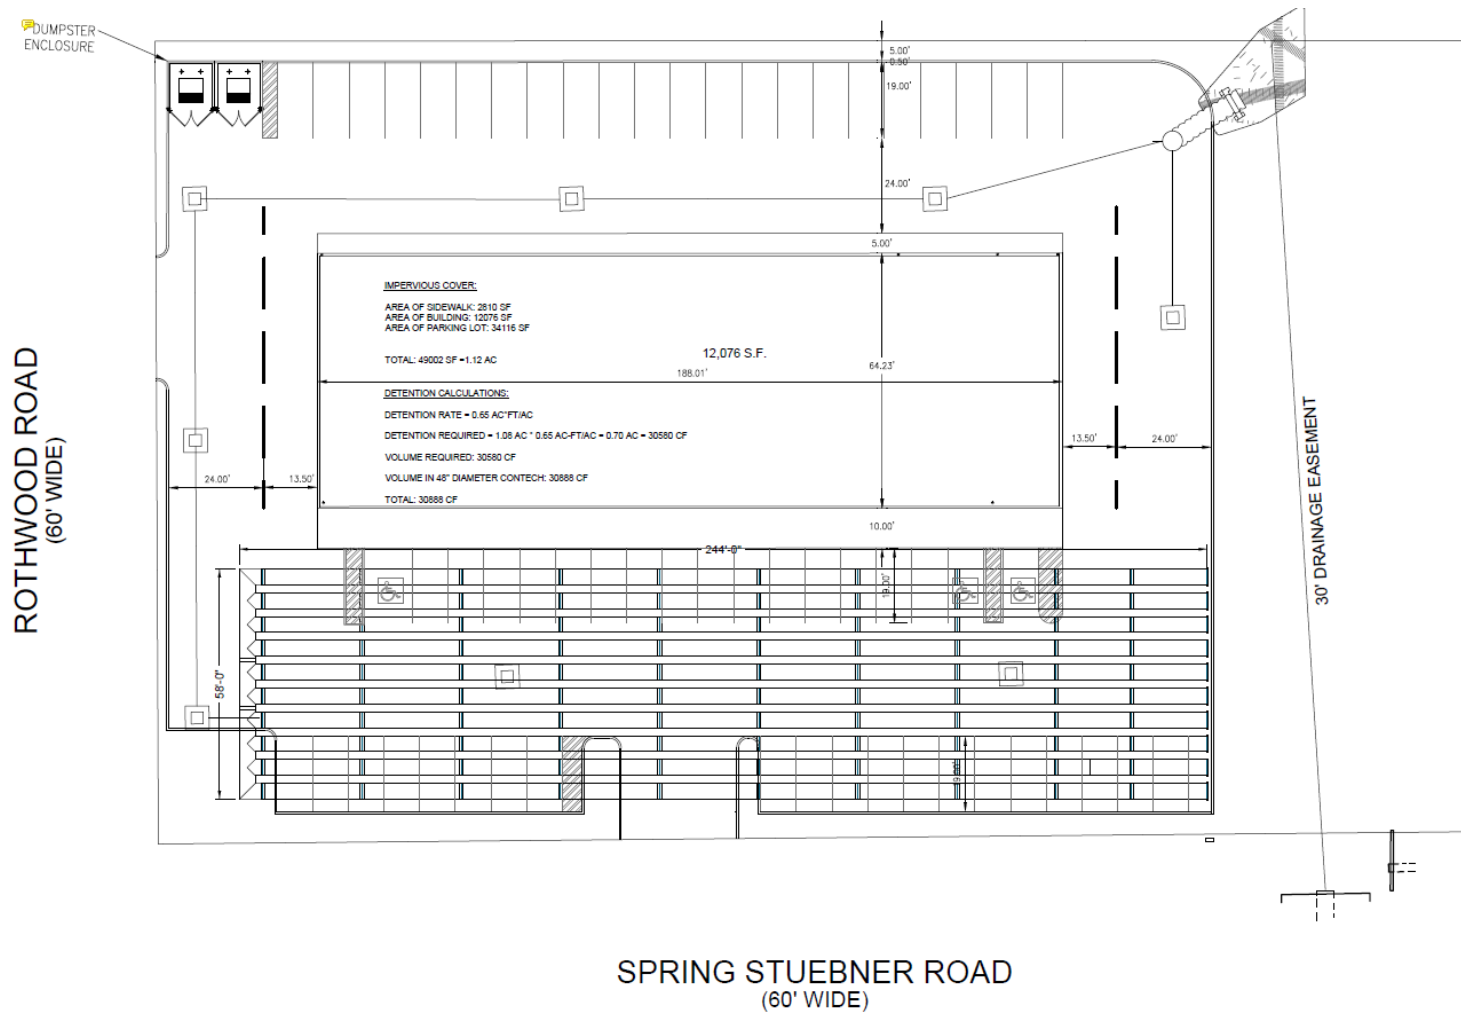 DUMPSTER
ENCLOSURE
5.00'
0.50'
19.00'
24.00'
5.00'
IMPERVIOUS COVER:
AREA OF SIDEWALK: 2810 SF
AREA OF BUILDING: 12076 SF
AREA OF PARKING LOT: 34116 SF
TOTAL: 49002 SF =1.12 AC
12,076 S.F.
188.01'
64.23'
DETENTION CALCULATIONS:
DETENTION RATE = 0.65 AC*FT/AC
DETENTION REQUIRED = 1.08 AC * 0.65 AC-FT/AC = 0.70 AC = 30580 CF
VOLUME REQUIRED: 30580 CF
VOLUME IN 48" DIAMETER CONTECH: 30888 CF
TOTAL: 30888 CF
24.00'
13.50'
13.50'
24.00'
10.00'
244'-0"
19.00'
58'-0"
19.00'
ROTHWOOD ROAD
(60' WIDE)
30' DRAINAGE EASEMENT
SPRING STUEBNER ROAD
(60' WIDE)